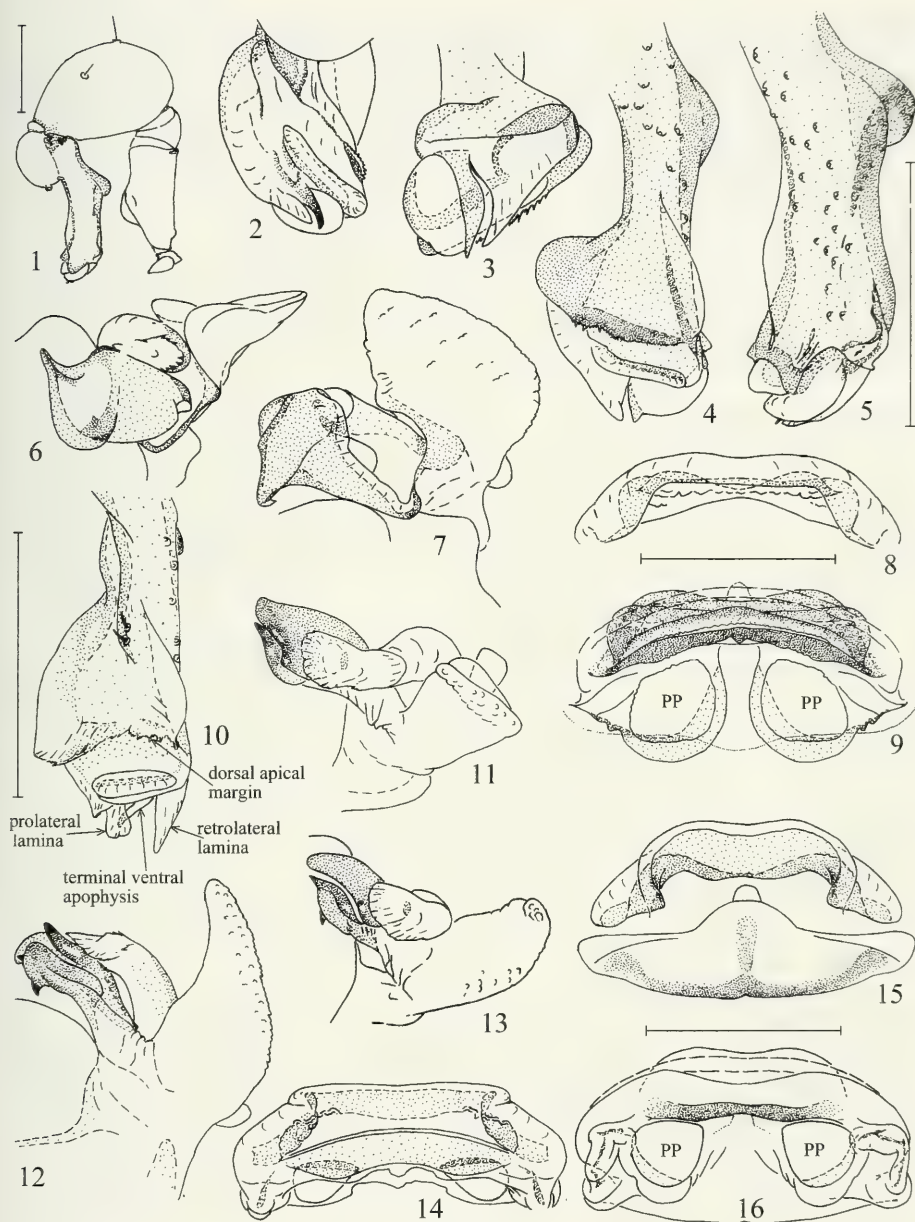 1
2
3
4
5
6
7
8
9
PP
PP
10
dorsal apical
margin
prolateral
lamina
retrolateral
lamina
terminal ventral
apophysis
11
12
13
14
15
16
PP
PP